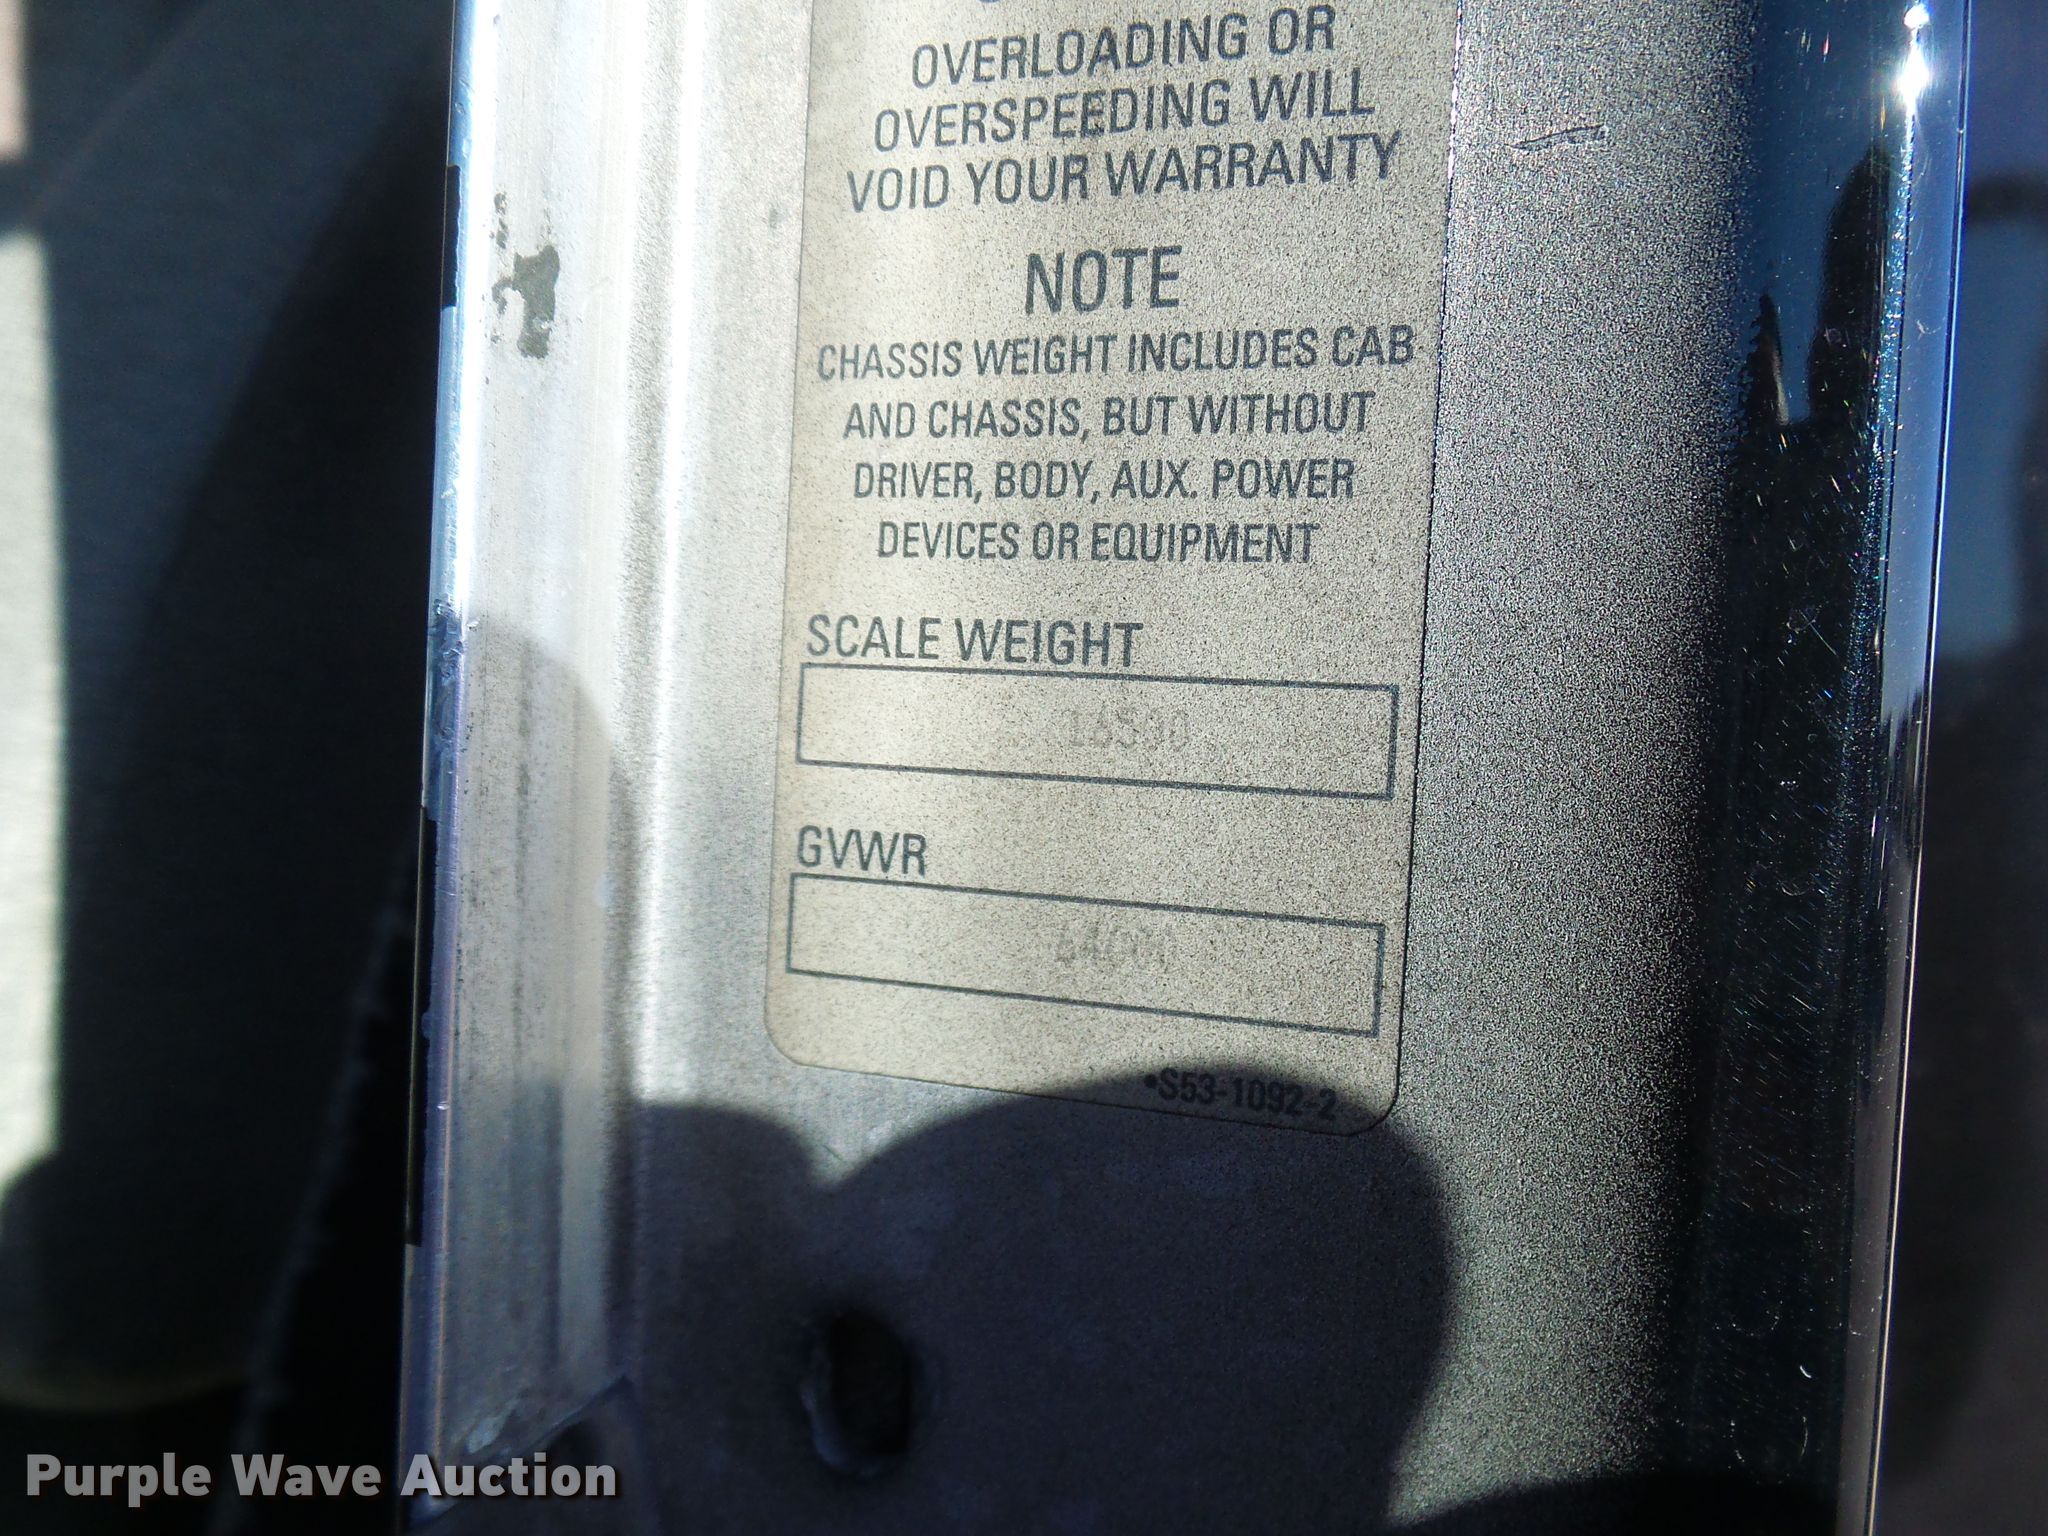 OVERLOADING OR
OVERSPEEDING WILL
VOID YOUR WARRANTY
NOTE
CHASSIS WEIGHT INCLUDES CAB
AND CHASSIS, BUT WITHOUT
DRIVER, BODY, AUX. POWER
DEVICES OR EQUIPMENT
SCALE WEIGHT
GVWR
•S53-1092-2
Purple Wave Auction